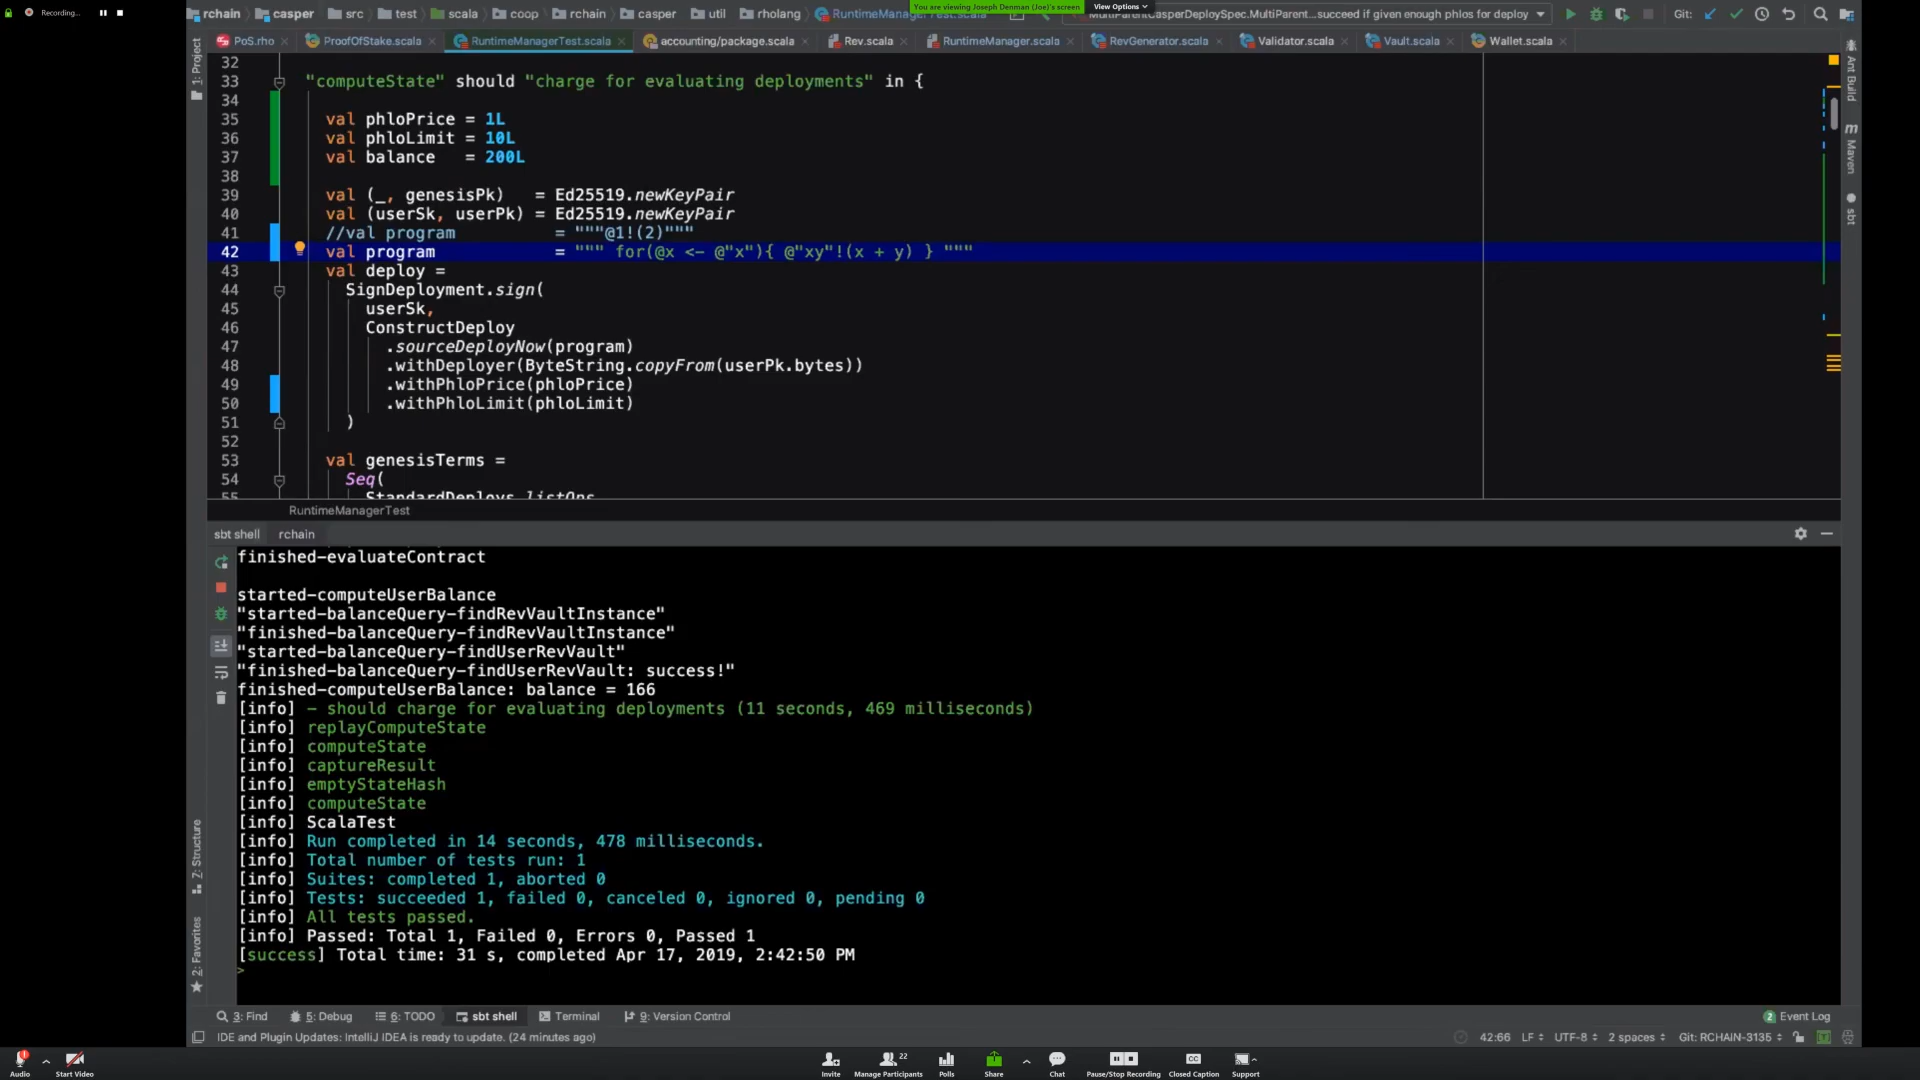 Recording...
You are viewing Joseph Denman (Joe)'s screen
View Options
rchain casper src test scala coop rchain casper util rholang RuntimeManagerTest.scala
succeed if given enough phlos for deploy
Git:
PoS.rho ProofOfStake.scala RuntimeManagerTest.scala accounting/package.scala Rev.scala RuntimeManager.scala RevGenerator.scala Validator.scala Vault.scala Wallet.scala
1: Project
Ant Build
Maven
sbt
32
33 "computeState" should "charge for evaluating deployments" in {
34
35 val phloPrice = 1L
36 val phloLimit = 10L
37 val balance   = 200L
38
39 val (_, genesisPk)   = Ed25519.newKeyPair
40 val (userSk, userPk) = Ed25519.newKeyPair
41 //val program          = """@1!(2)"""
42 val program            = """ for(@x <- @"x"){ @"xy"!(x + y) } """
43 val deploy =
44 SignDeployment.sign(
45 userSk,
46 ConstructDeploy
47 .sourceDeployNow(program)
48 .withDeployer(ByteString.copyFrom(userPk.bytes))
49 .withPhloPrice(phloPrice)
50 .withPhloLimit(phloLimit)
51 )
52
53 val genesisTerms =
54 Seq(
55 StandardDeploys.listOps
RuntimeManagerTest
sbt shell rchain
finished-evaluateContract
started-computeUserBalance
"started-balanceQuery-findRevVaultInstance"
"finished-balanceQuery-findRevVaultInstance"
"started-balanceQuery-findUserRevVault"
"finished-balanceQuery-findUserRevVault: success!"
finished-computeUserBalance: balance = 166
[info] - should charge for evaluating deployments (11 seconds, 469 milliseconds)
[info] replayComputeState
[info] computeState
[info] captureResult
[info] emptyStateHash
[info] computeState
[info] ScalaTest
[info] Run completed in 14 seconds, 478 milliseconds.
[info] Total number of tests run: 1
[info] Suites: completed 1, aborted 0
[info] Tests: succeeded 1, failed 0, canceled 0, ignored 0, pending 0
[info] All tests passed.
[info] Passed: Total 1, Failed 0, Errors 0, Passed 1
[success] Total time: 31 s, completed Apr 17, 2019, 2:42:50 PM
>
7: Structure
2: Favorites
3: Find 5: Debug 6: TODO sbt shell Terminal 9: Version Control 2 Event Log
IDE and Plugin Updates: IntelliJ IDEA is ready to update. (24 minutes ago) 42:66 LF UTF-8 2 spaces Git: RCHAIN-3135
Audio Start Video Invite Manage Participants 22 Polls Share Chat Pause/Stop Recording CC Closed Caption Support